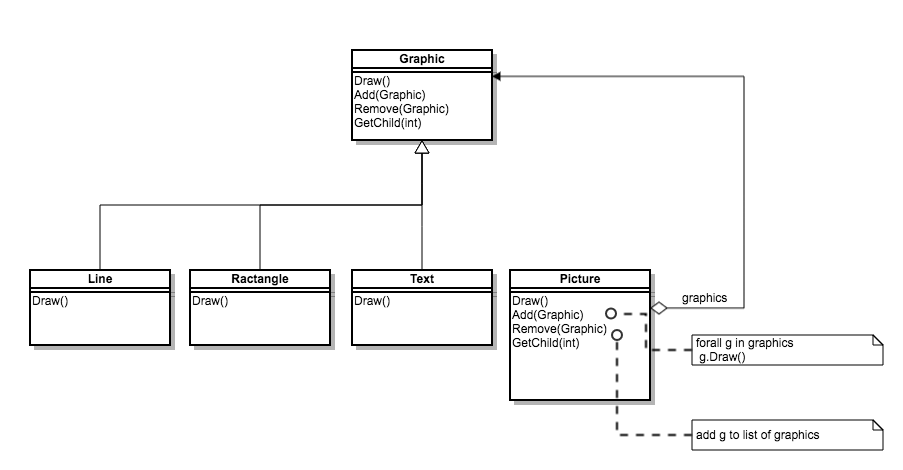 Graphic
Draw()
Add(Graphic)
Remove(Graphic)
GetChild(int)
Line
Draw()
Ractangle
Draw()
Text
Draw()
Picture
Draw()
Add(Graphic)
Remove(Graphic)
GetChild(int)
graphics
forall g in graphics
g.Draw()
add g to list of graphics